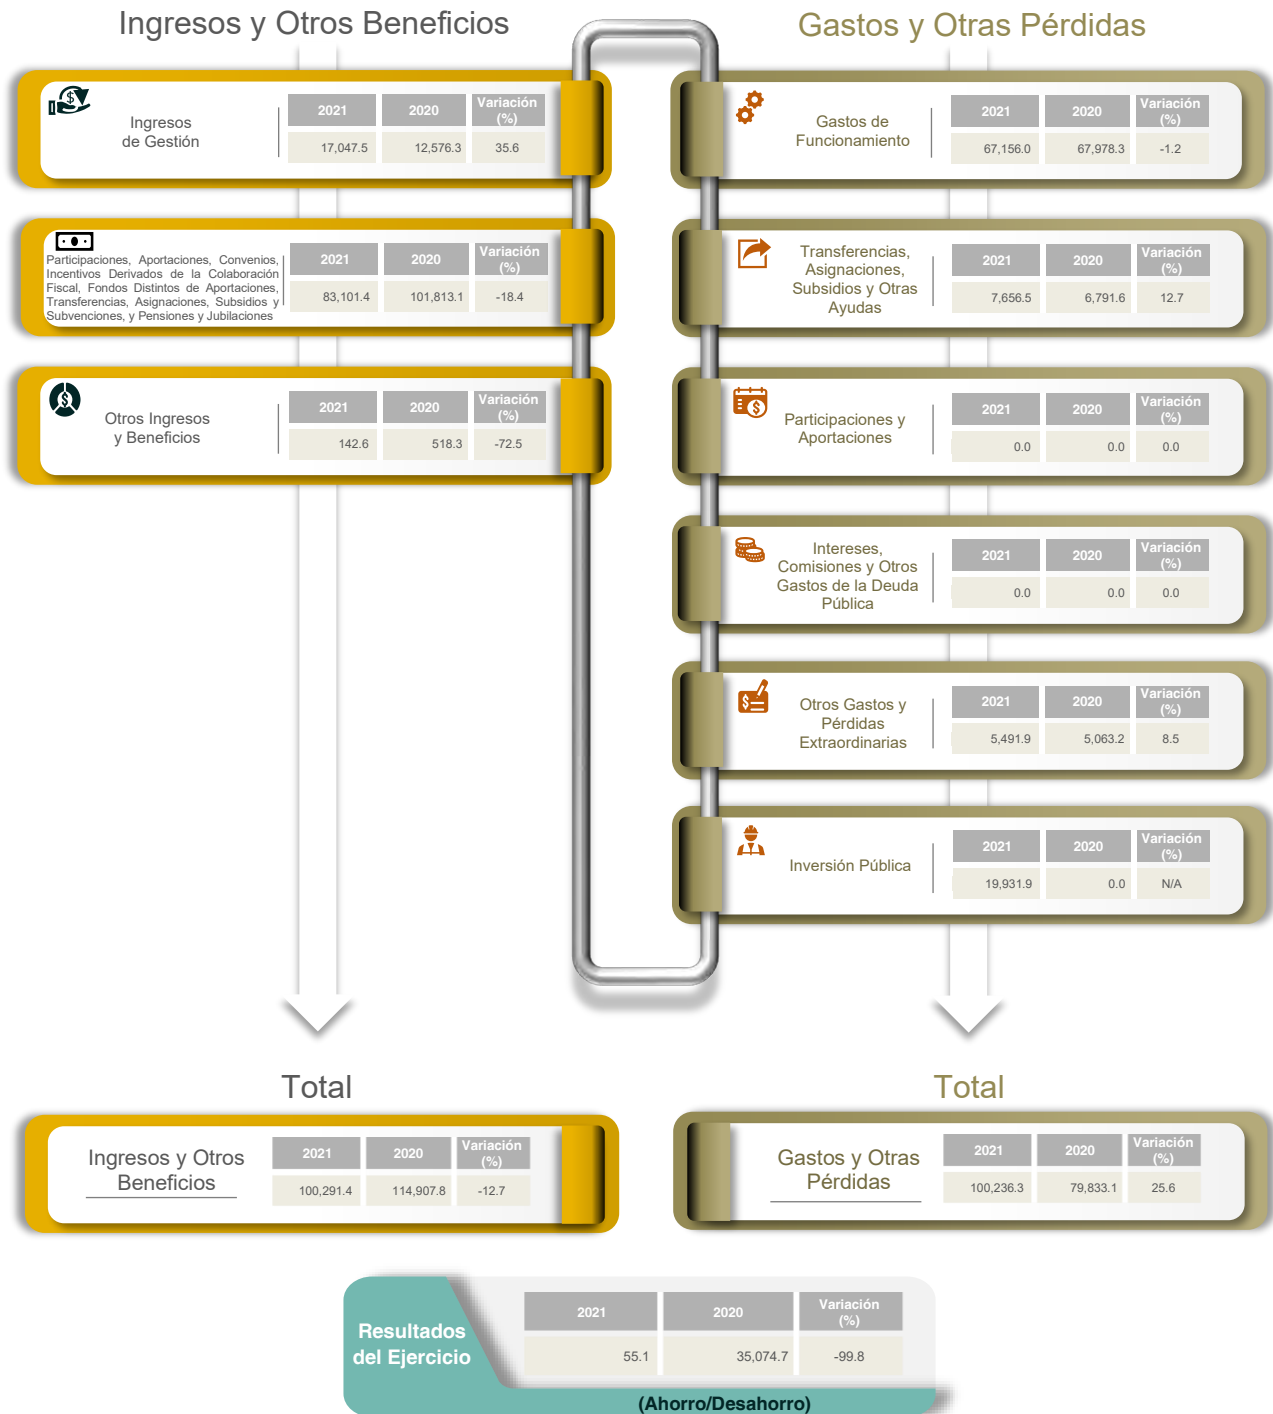 Ingresos y Otros Beneficios
Ingresos
de Gestión
2021 2020 Variación (%)
17,047.5 12,576.3 35.6
Participaciones, Aportaciones, Convenios,
Incentivos Derivados de la Colaboración
Fiscal, Fondos Distintos de Aportaciones,
Transferencias, Asignaciones, Subsidios y
Subvenciones, y Pensiones y Jubilaciones
2021 2020 Variación (%)
83,101.4 101,813.1 -18.4
Otros Ingresos
y Beneficios
2021 2020 Variación (%)
142.6 518.3 -72.5
Gastos y Otras Pérdidas
Gastos de
Funcionamiento
2021 2020 Variación (%)
67,156.0 67,978.3 -1.2
Transferencias,
Asignaciones,
Subsidios y Otras
Ayudas
2021 2020 Variación (%)
7,656.5 6,791.6 12.7
Participaciones y
Aportaciones
2021 2020 Variación (%)
0.0 0.0 0.0
Intereses,
Comisiones y Otros
Gastos de la Deuda
Pública
2021 2020 Variación (%)
0.0 0.0 0.0
Otros Gastos y
Pérdidas
Extraordinarias
2021 2020 Variación (%)
5,491.9 5,063.2 8.5
Inversión Pública
2021 2020 Variación (%)
19,931.9 0.0 N/A
Total
Ingresos y Otros
Beneficios
2021 2020 Variación (%)
100,291.4 114,907.8 -12.7
Total
Gastos y Otras
Pérdidas
2021 2020 Variación (%)
100,236.3 79,833.1 25.6
Resultados
del Ejercicio
2021 2020 Variación (%)
55.1 35,074.7 -99.8
(Ahorro/Desahorro)